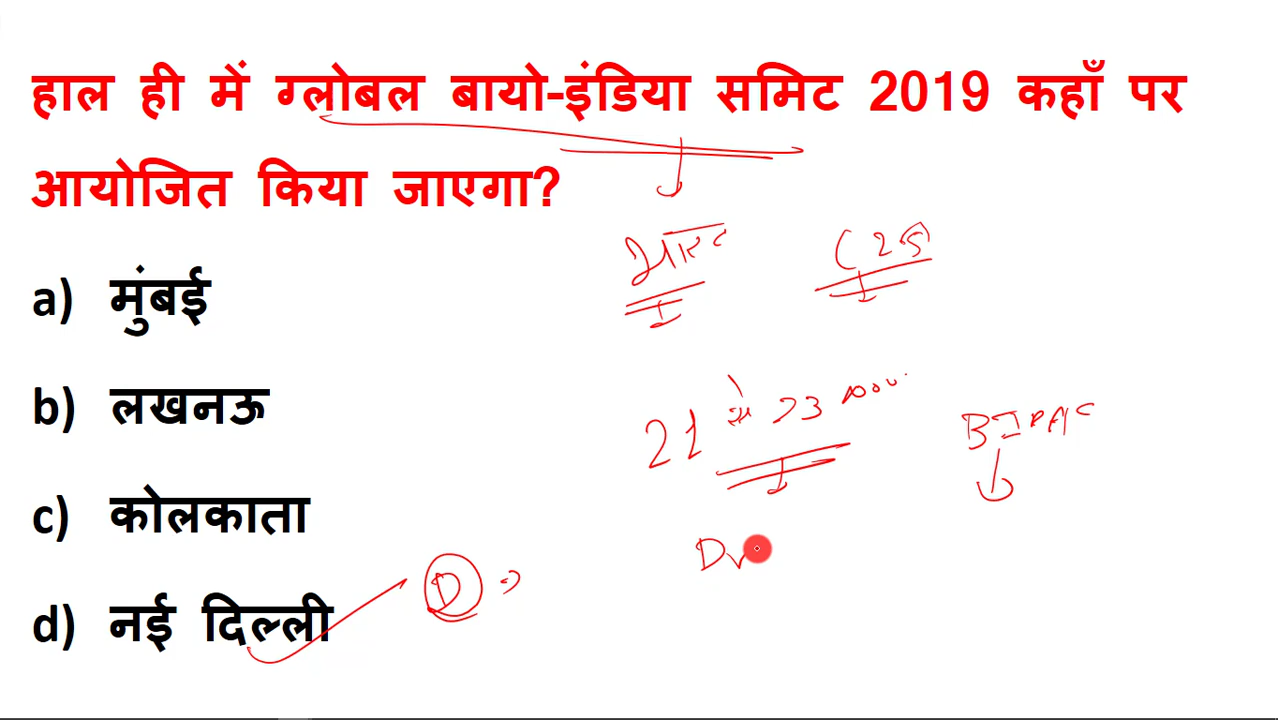 हाल ही में ग्लोबल बायो-इंडिया समिट 2019 कहाँ पर
आयोजित किया जाएगा?
भारत
a) मुंबई
21 से 23
b) लखनऊ
BIRAC
c) कोलकाता
D
d) नई दिल्ली